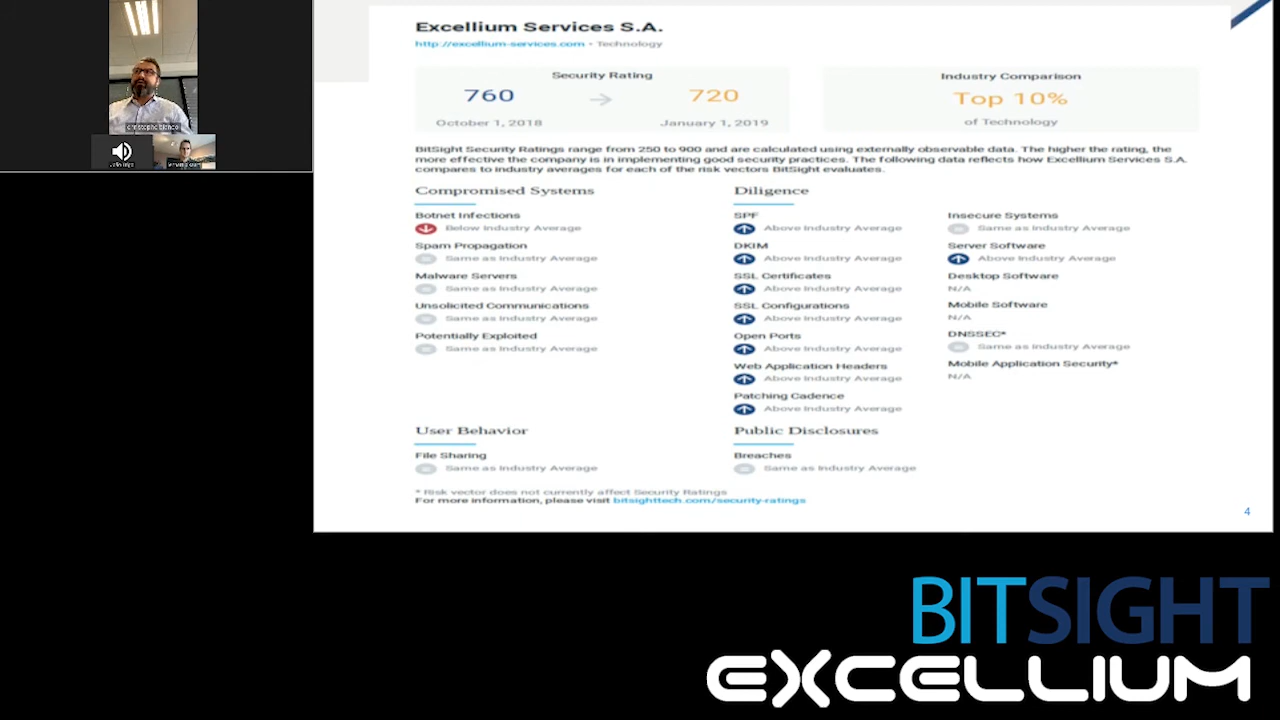 Excellium Services S.A.
http://excellium-services.com • Technology
Security Rating
760 → 720
October 1, 2018 January 1, 2019
Industry Comparison
Top 10%
of Technology
BitSight Security Ratings range from 250 to 900 and are calculated using externally observable data. The higher the rating, the
more effective the company is in implementing good security practices. The following data reflects how Excellium Services S.A.
compares to industry averages for each of the risk vectors BitSight evaluates.
Compromised Systems
Botnet Infections
Below Industry Average
Spam Propagation
Same as Industry Average
Malware Servers
Same as Industry Average
Unsolicited Communications
Same as Industry Average
Potentially Exploited
Same as Industry Average
Diligence
SPF
Above Industry Average
DKIM
Above Industry Average
SSL Certificates
Above Industry Average
SSL Configurations
Above Industry Average
Open Ports
Above Industry Average
Web Application Headers
Above Industry Average
Patching Cadence
Above Industry Average
Insecure Systems
Same as Industry Average
Server Software
Above Industry Average
Desktop Software
N/A
Mobile Software
N/A
DNSSEC*
Same as Industry Average
Mobile Application Security*
N/A
User Behavior
File Sharing
Same as Industry Average
Public Disclosures
Breaches
Same as Industry Average
* Risk vector does not currently affect Security Ratings
For more information, please visit bitsighttech.com/security-ratings
4
BITSIGHT
EXCELLIUM